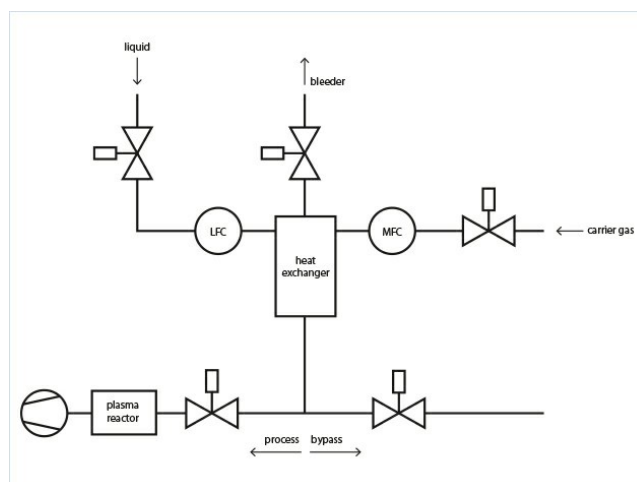 liquid
bleeder
LFC
MFC
carrier gas
heat
exchanger
plasma
reactor
process
bypass